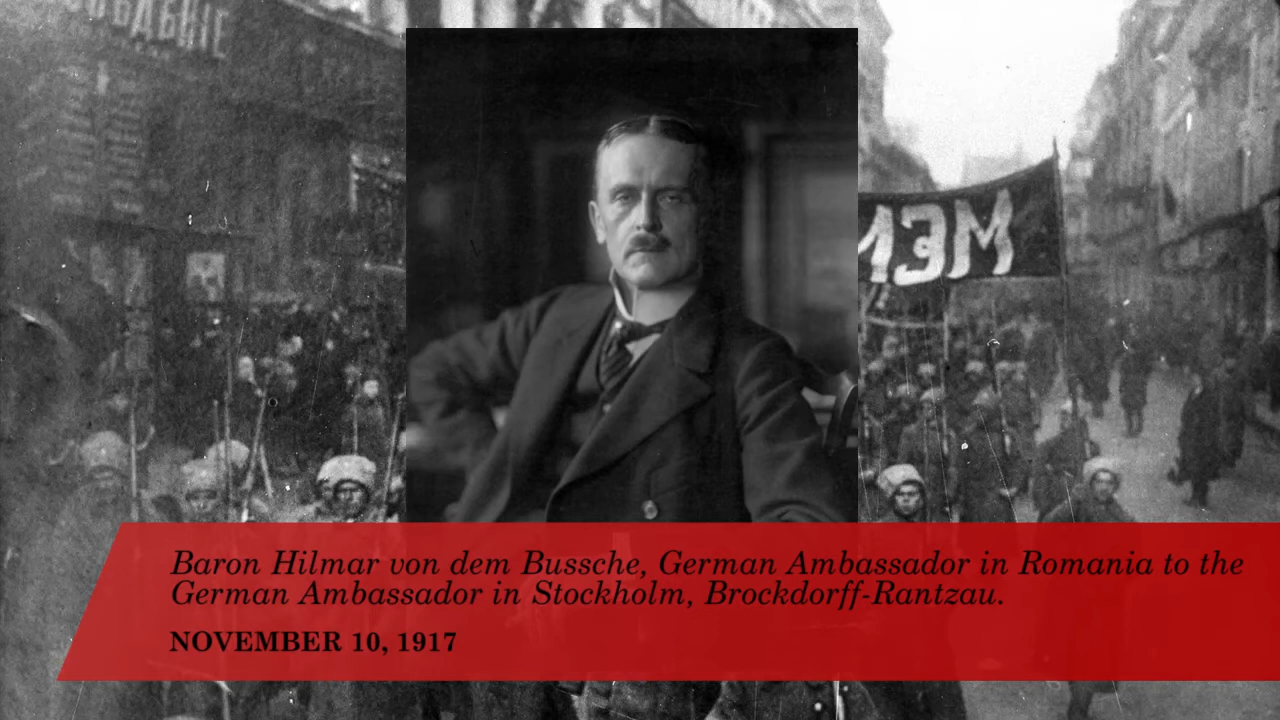 МЭМ
Baron Hilmar von dem Bussche, German Ambassador in Romania to the
German Ambassador in Stockholm, Brockdorff-Rantzau.
NOVEMBER 10, 1917